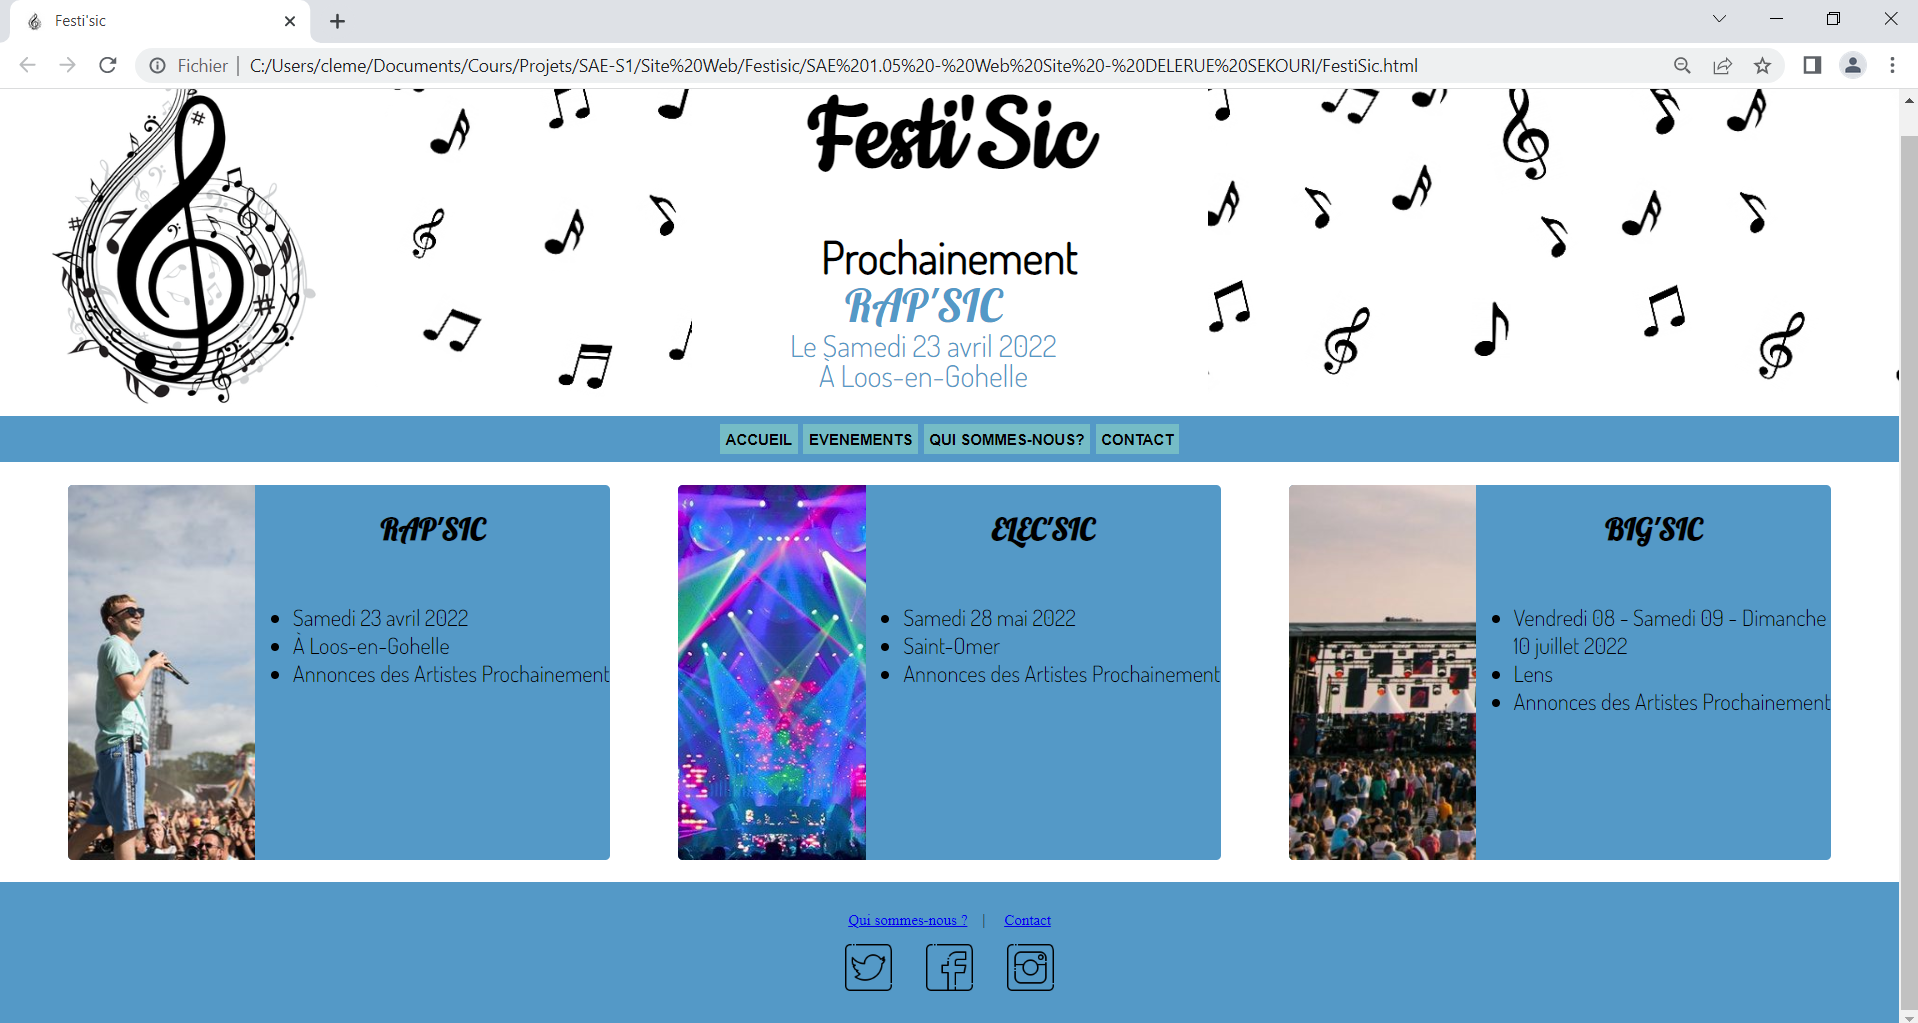 Festi'sic
Fichier | C:/Users/cleme/Documents/Cours/Projets/SAE-S1/Site%20Web/Festisic/SAE%201.05%20-%20Web%20Site%20-%20DELERUE%20SEKOURI/FestiSic.html
Festi'Sic
Prochainement
RAP'SIC
Le Samedi 23 avril 2022
À Loos-en-Gohelle
ACCUEIL EVENEMENTS QUI SOMMES-NOUS? CONTACT
RAP'SIC
• Samedi 23 avril 2022
• À Loos-en-Gohelle
• Annonces des Artistes Prochainement
ELEC'SIC
• Samedi 28 mai 2022
• Saint-Omer
• Annonces des Artistes Prochainement
BIG'SIC
• Vendredi 08 - Samedi 09 - Dimanche
10 juillet 2022
• Lens
• Annonces des Artistes Prochainement
Qui sommes-nous ? | Contact